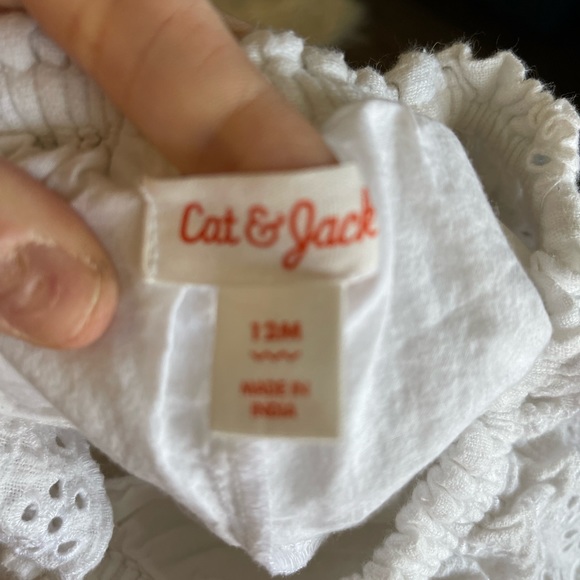 Cat & Jack
12M
MADE IN
INDIA